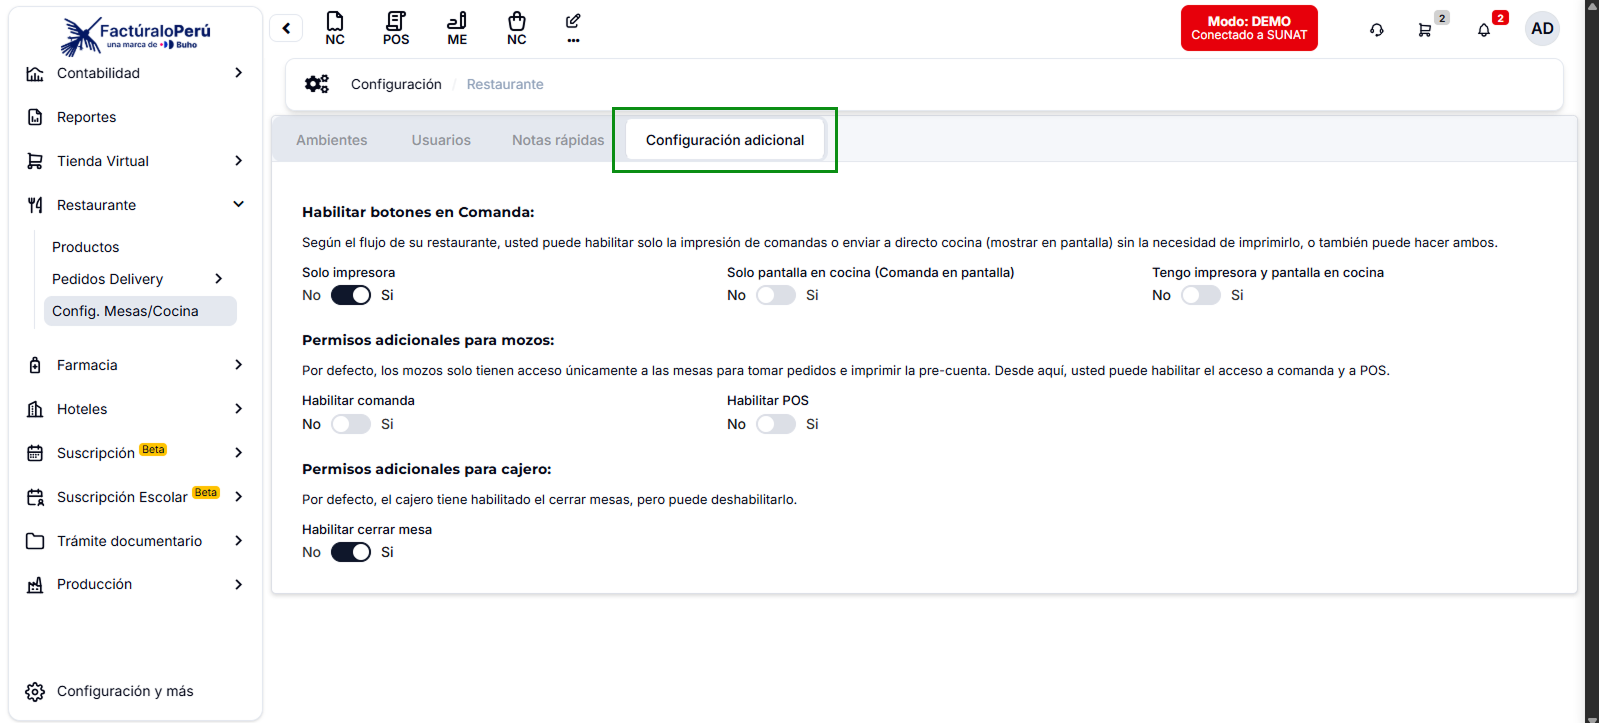 FactúraloPerú
una marca de Buho
Contabilidad
Reportes
Tienda Virtual
Restaurante
Productos
Pedidos Delivery
Config. Mesas/Cocina
Farmacia
Hoteles
Suscripción Beta
Suscripción Escolar Beta
Trámite documentario
Producción
Configuración y más
NC
POS
ME
NC
Modo: DEMO
Conectado a SUNAT
2
2
AD
Configuración / Restaurante
Ambientes
Usuarios
Notas rápidas
Configuración adicional
Habilitar botones en Comanda:
Según el flujo de su restaurante, usted puede habilitar solo la impresión de comandas o enviar a directo cocina (mostrar en pantalla) sin la necesidad de imprimirlo, o también puede hacer ambos.
Solo impresora
No Si
Solo pantalla en cocina (Comanda en pantalla)
No Si
Tengo impresora y pantalla en cocina
No Si
Permisos adicionales para mozos:
Por defecto, los mozos solo tienen acceso únicamente a las mesas para tomar pedidos e imprimir la pre-cuenta. Desde aquí, usted puede habilitar el acceso a comanda y a POS.
Habilitar comanda
No Si
Habilitar POS
No Si
Permisos adicionales para cajero:
Por defecto, el cajero tiene habilitado el cerrar mesas, pero puede deshabilitarlo.
Habilitar cerrar mesa
No Si